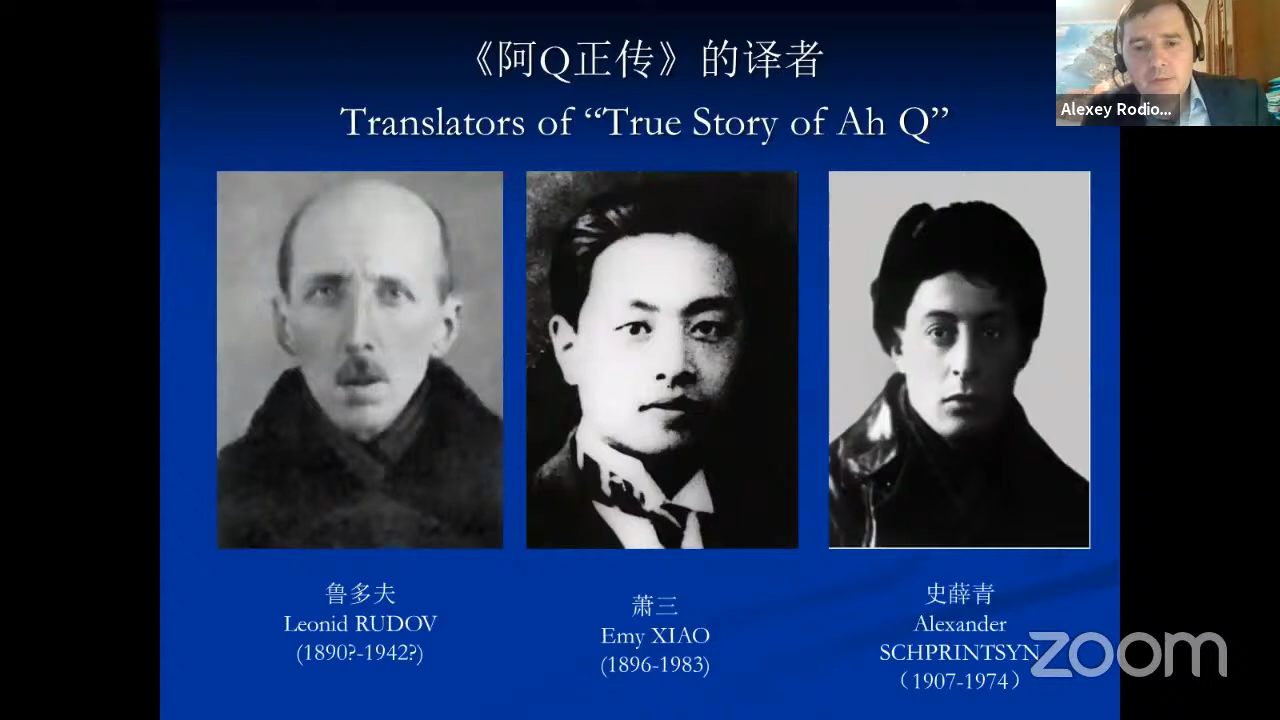 《阿Q正传》的译者
Translators of “True Story of Ah Q”
Alexey Rodio...
鲁多夫
Leonid RUDOV
(1890?-1942?)
萧三
Emy XIAO
(1896-1983)
史薛青
Alexander
SCHPRINTSYN
（1907-1974）
zoom